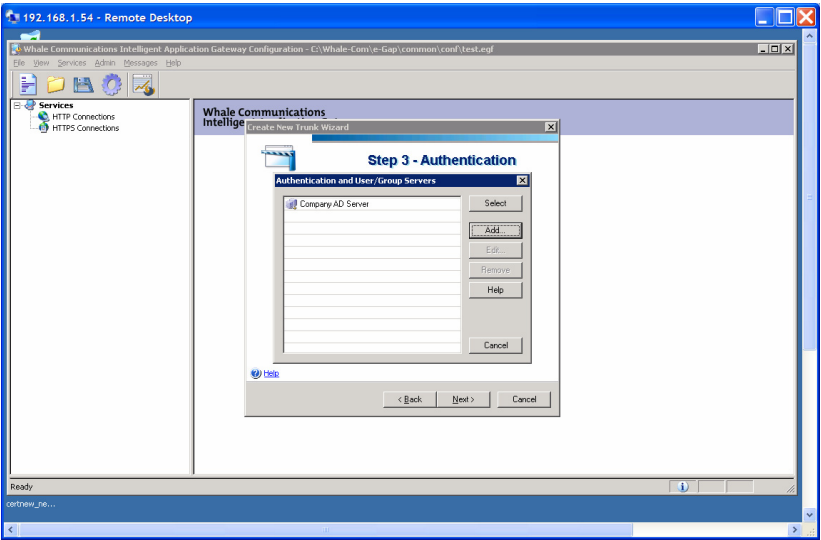 192.168.1.54 - Remote Desktop
Whale Communications Intelligent Application Gateway Configuration - C:\Whale-Com\e-Gap\common\conf\test.egf
File View Services Admin Messages Help
Services
HTTP Connections
HTTPS Connections
Whale Communications
Intellige
Create New Trunk Wizard
Step 3 - Authentication
Authentication and User/Group Servers
Company AD Server
Select
Add...
Edit...
Remove
Help
Cancel
Help
< Back
Next >
Cancel
Ready
certnew_ne...